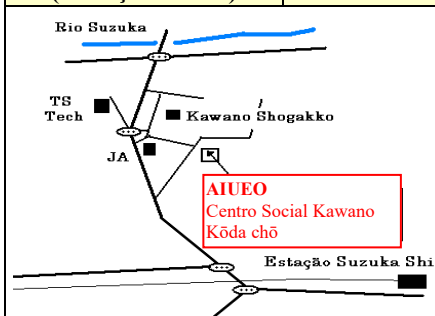 Rio Suzuka
TS
Tech
Kawano Shogakko
JA
AIUEO
Centro Social Kawano
Kōda chō
Estação Suzuka Shi